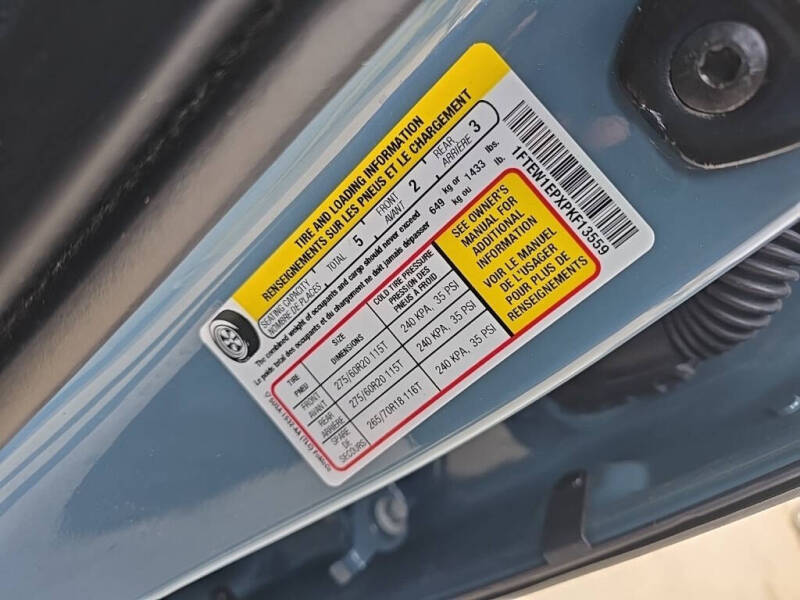 TIRE AND LOADING INFORMATION
RENSEIGNEMENTS SUR LES PNEUS ET LE CHARGEMENT
SEATING CAPACITY TOTAL 5 FRONT 2 REAR 3
NOMBRE DE PLACES AVANT ARRIÈRE
The combined weight of occupants and cargo should never exceed 649 kg or 1433 lbs.
Le poids total des occupants et du chargement ne doit jamais dépasser kg ou lb.
TIRE SIZE COLD TIRE PRESSURE
PNEU DIMENSIONS PRESSION DES PNEUS À FROID
FRONT AVANT 275/60R20 115T 240 KPA, 35 PSI
REAR ARRIÈRE 275/60R20 115T 240 KPA, 35 PSI
SPARE DE SECOURS 265/70R18 116T 240 KPA, 35 PSI
SEE OWNER'S
MANUAL FOR
ADDITIONAL
INFORMATION
VOIR LE MANUEL
DE L'USAGER
POUR PLUS DE
RENSEIGNEMENTS
1FTEW1EPXPKF13559